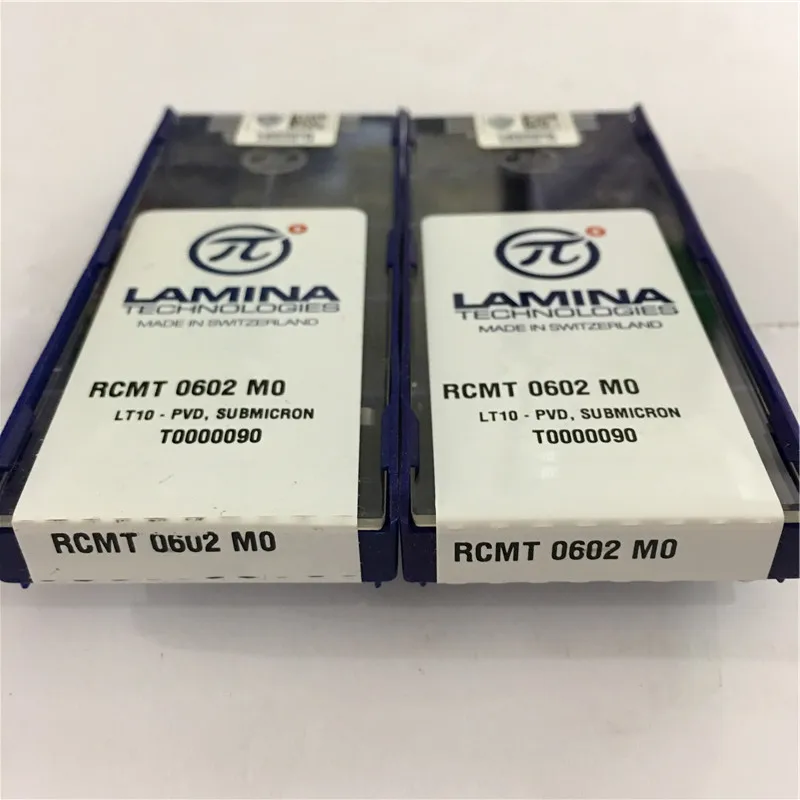 π
LAMINA
TECHNOLOGIES
MADE IN SWITZERLAND
RCMT 0602 M0
LT10 - PVD, SUBMICRON
T0000090
RCMT 0602 M0
π
LAMINA
TECHNOLOGIES
MADE IN SWITZERLAND
RCMT 0602 M0
LT10 - PVD, SUBMICRON
T0000090
RCMT 0602 M0